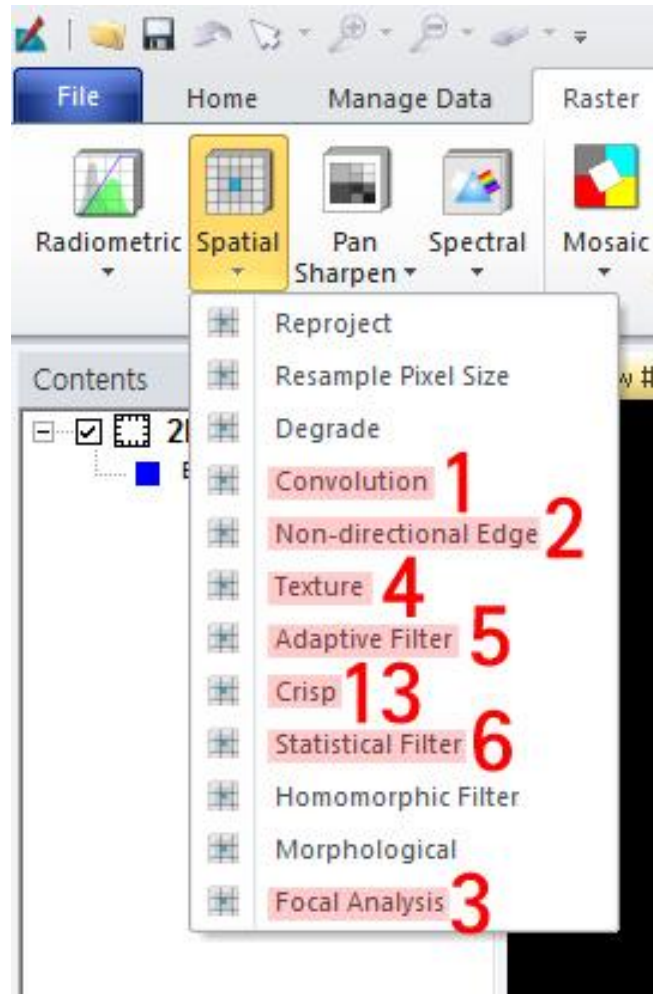 File Home Manage Data Raster
Radiometric Spatial Pan Sharpen Spectral Mosaic
Reproject
Contents Resample Pixel Size
Degrade
Convolution 1
Non-directional Edge 2
Texture 4
Adaptive Filter 5
Crisp 13
Statistical Filter 6
Homomorphic Filter
Morphological
Focal Analysis 3